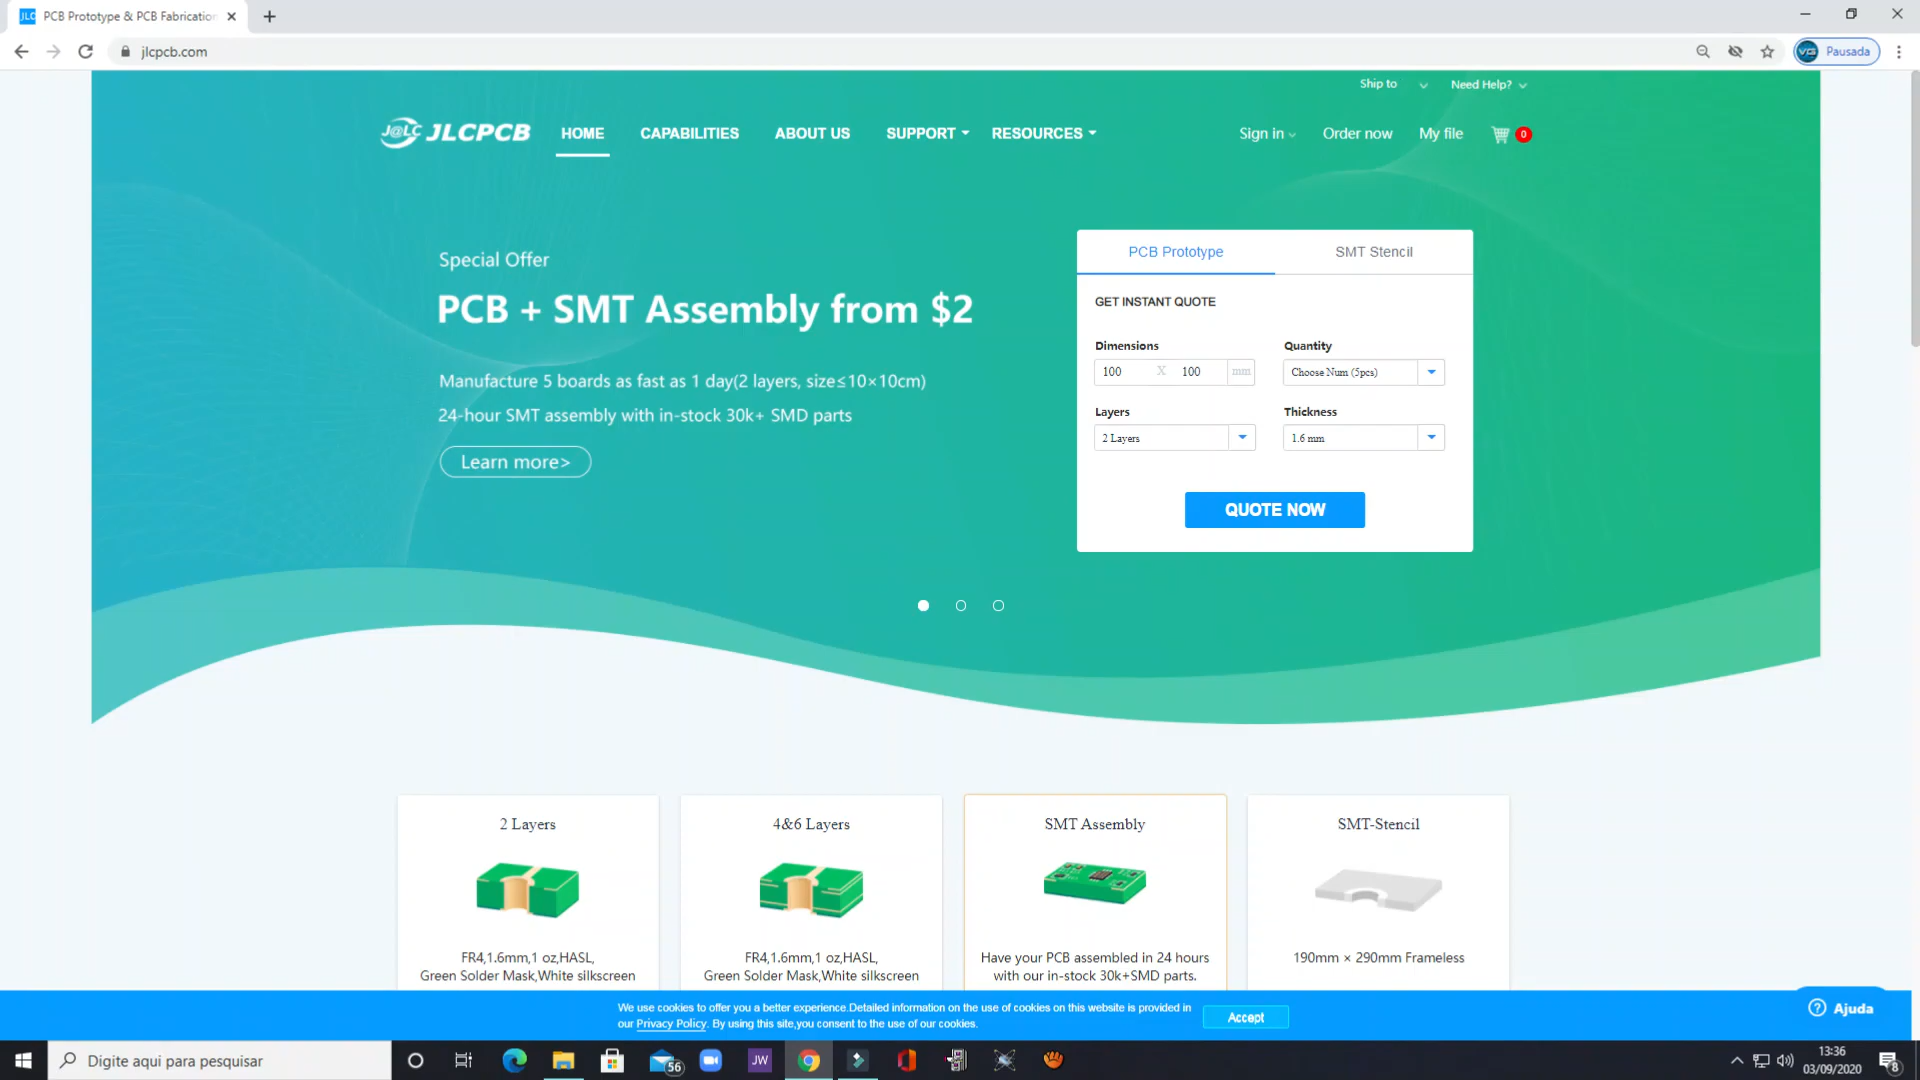 JLC PCB Prototype & PCB Fabrication
jlcpcb.com
Pausada
Ship to
Need Help?
J@LC JLCPCB
HOME
CAPABILITIES
ABOUT US
SUPPORT
RESOURCES
Sign in
Order now
My file
0
Special Offer
PCB + SMT Assembly from $2
Manufacture 5 boards as fast as 1 day(2 layers, size≤10×10cm)
24-hour SMT assembly with in-stock 30k+ SMD parts
Learn more>
PCB Prototype
SMT Stencil
GET INSTANT QUOTE
Dimensions
Quantity
100 X 100 mm
Choose Num (5pcs)
Layers
Thickness
2 Layers
1.6 mm
QUOTE NOW
2 Layers
FR4,1.6mm,1 oz,HASL,
Green Solder Mask,White silkscreen
4&6 Layers
FR4,1.6mm,1 oz,HASL,
Green Solder Mask,White silkscreen
SMT Assembly
Have your PCB assembled in 24 hours
with our in-stock 30k+SMD parts.
SMT-Stencil
190mm × 290mm Frameless
We use cookies to offer you a better experience.Detailed information on the use of cookies on this website is provided in
our Privacy Policy. By using this site,you consent to the use of our cookies.
Accept
Ajuda
Digite aqui para pesquisar
56
JW
13:36
03/09/2020
8